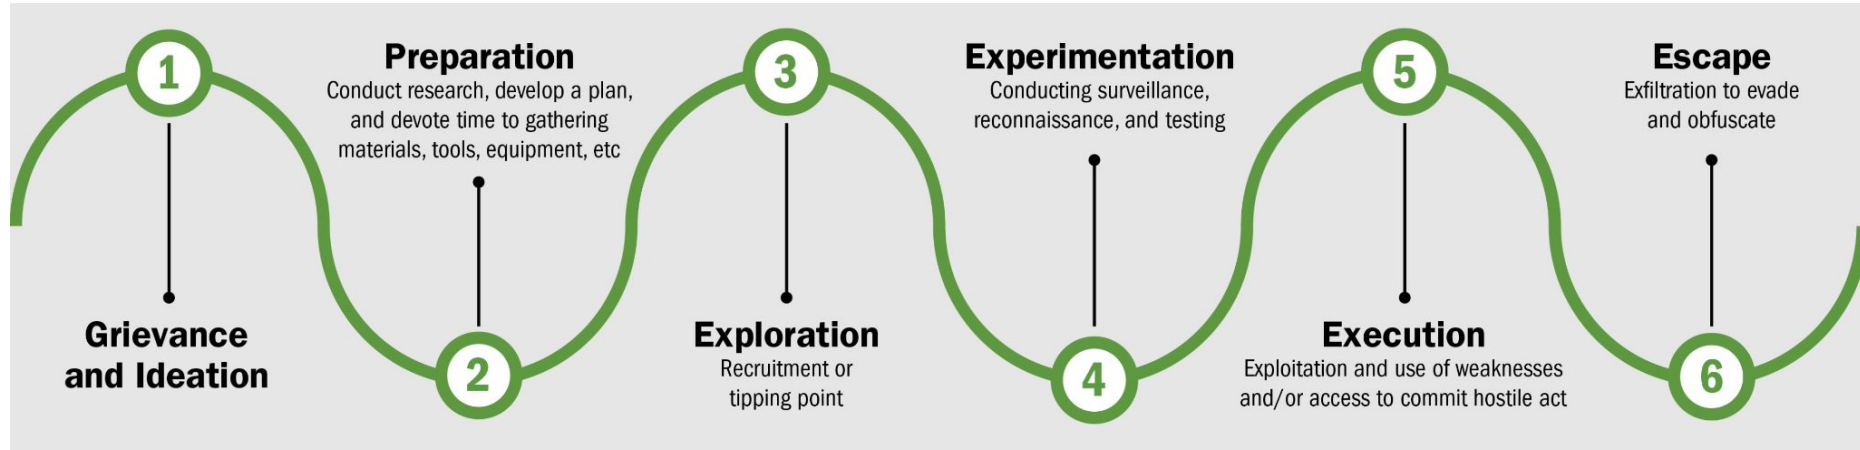 1
Grievance
and Ideation
Preparation
Conduct research, develop a plan,
and devote time to gathering
materials, tools, equipment, etc
2
3
Exploration
Recruitment or
tipping point
Experimentation
Conducting surveillance,
reconnaissance, and testing
4
5
Execution
Exploitation and use of weaknesses
and/or access to commit hostile act
Escape
Exfiltration to evade
and obfuscate
6